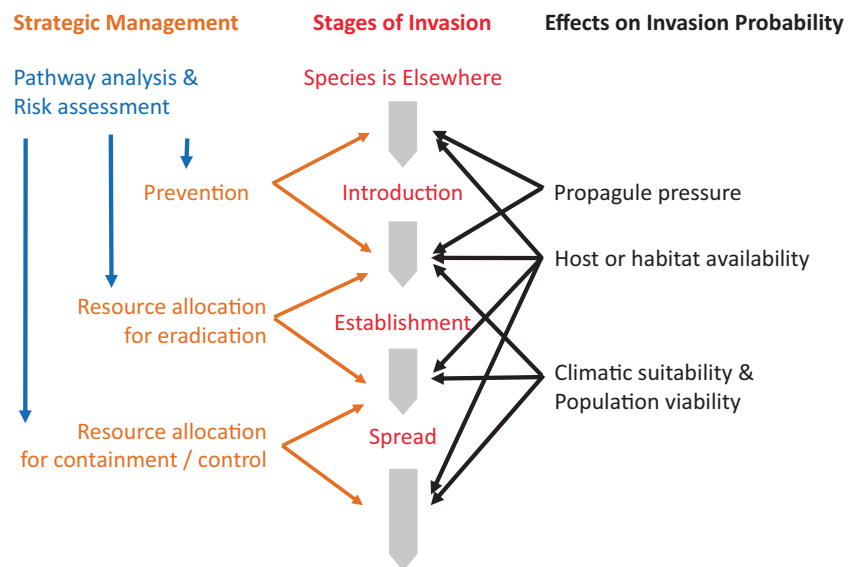 Strategic Management
Stages of Invasion
Effects on Invasion Probability
Pathway analysis &
Risk assessment
Species is Elsewhere
Prevention
Introduction
Propagule pressure
Host or habitat availability
Resource allocation
for eradication
Establishment
Climatic suitability &
Population viability
Resource allocation
for containment / control
Spread